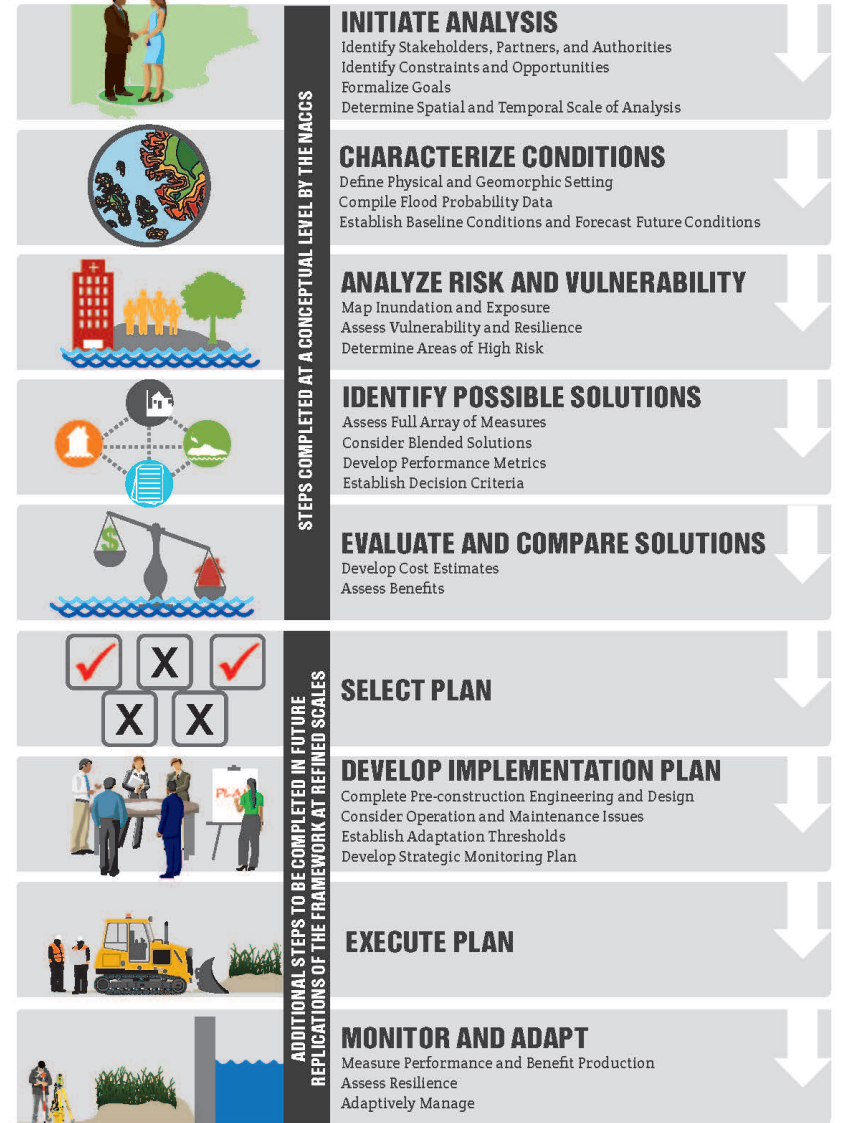 INITIATE ANALYSIS
Identify Stakeholders, Partners, and Authorities
Identify Constraints and Opportunities
Formalize Goals
Determine Spatial and Temporal Scale of Analysis
CHARACTERIZE CONDITIONS
Define Physical and Geomorphic Setting
Compile Flood Probability Data
Establish Baseline Conditions and Forecast Future Conditions
ANALYZE RISK AND VULNERABILITY
Map Inundation and Exposure
Assess Vulnerability and Resilience
Determine Areas of High Risk
IDENTIFY POSSIBLE SOLUTIONS
Assess Full Array of Measures
Consider Blended Solutions
Develop Performance Metrics
Establish Decision Criteria
$
EVALUATE AND COMPARE SOLUTIONS
Develop Cost Estimates
Assess Benefits
STEPS COMPLETED AT A CONCEPTUAL LEVEL BY THE NACCS
X
X X
SELECT PLAN
PLAN
DEVELOP IMPLEMENTATION PLAN
Complete Pre-construction Engineering and Design
Consider Operation and Maintenance Issues
Establish Adaptation Thresholds
Develop Strategic Monitoring Plan
EXECUTE PLAN
MONITOR AND ADAPT
Measure Performance and Benefit Production
Assess Resilience
Adaptively Manage
ADDITIONAL STEPS TO BE COMPLETED IN FUTURE
REPLICATIONS OF THE FRAMEWORK AT REFINED SCALES